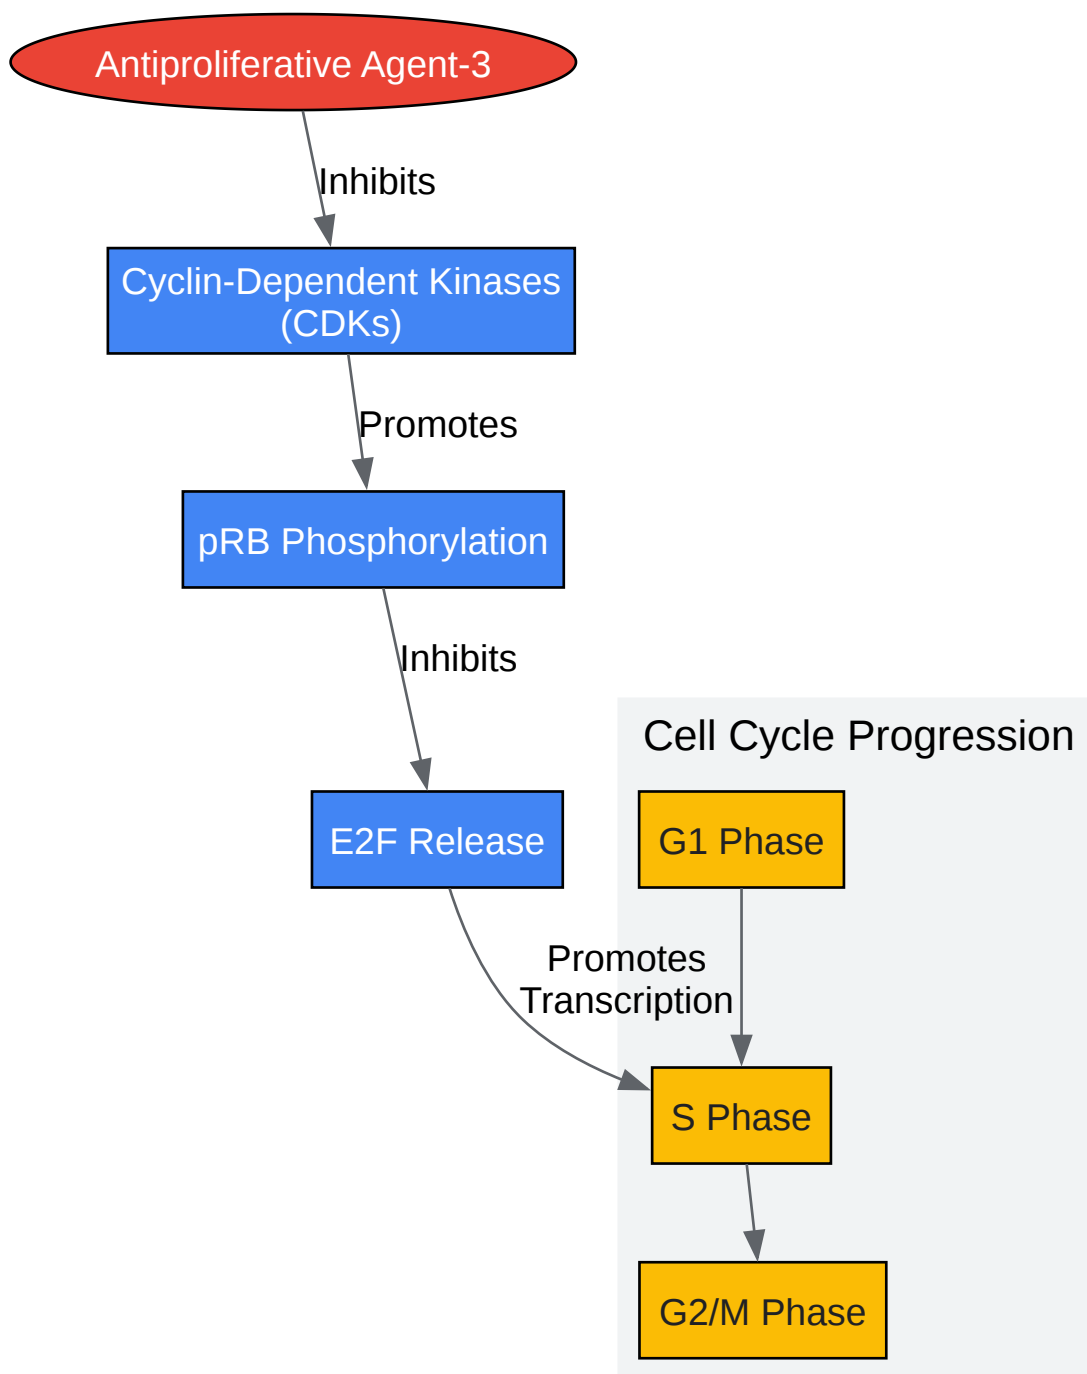 Antiproliferative Agent-3
Inhibits
Cyclin-Dependent Kinases
(CDKs)
Promotes
pRB Phosphorylation
Inhibits
Cell Cycle Progression
E2F Release
G1 Phase
Promotes
Transcription
S Phase
G2/M Phase